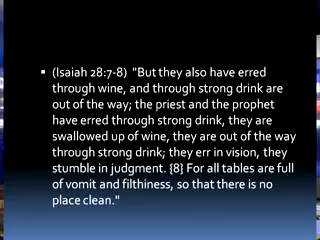 (Isaiah 28:7-8) "But they also have erred
through wine, and through strong drink are
out of the way; the priest and the prophet
have erred through strong drink, they are
swallowed up of wine, they are out of the way
through strong drink; they err in vision, they
stumble in judgment. {8} For all tables are full
of vomit and filthiness, so that there is no
place clean."